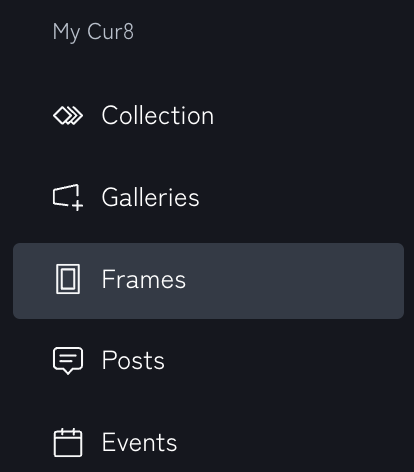 My Cur8
Collection
Galleries
Frames
Posts
Events